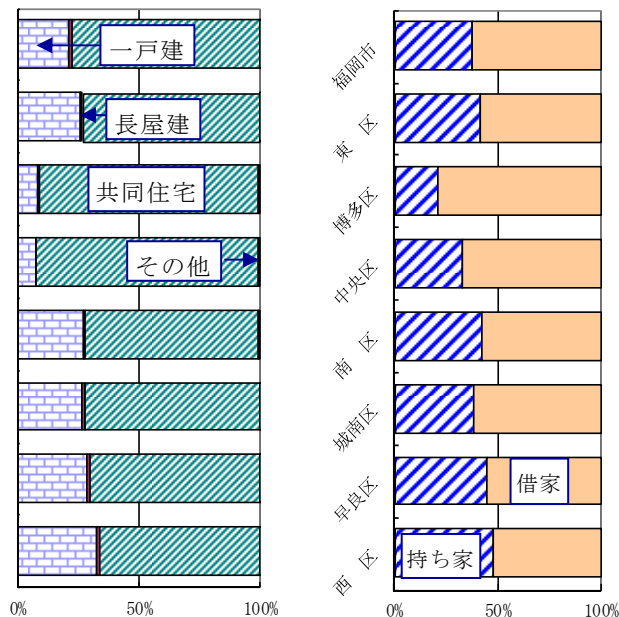 一戸建
長屋建
共同住宅
その他
0%
50%
100%
福岡市
東 区
博多区
中央区
南 区
城南区
早良区
西 区
借家
持ち家
0%
50%
100%